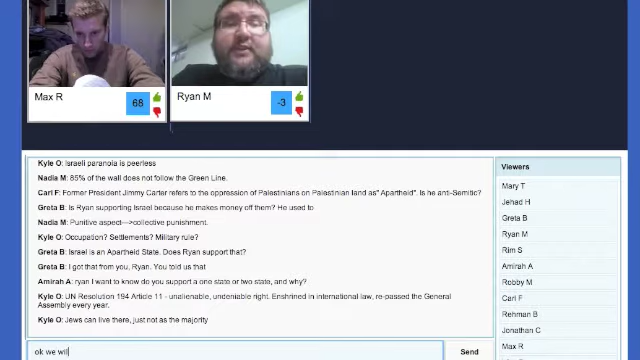 Max R
68
Ryan M
-3
Kyle O: Israeli paranoia is peerless
Nadia M: 85% of the wall does not follow the Green Line.
Carl F: Former President Jimmy Carter refers to the oppression of Palestinians on Palestinian land as" Apartheid". Is he anti-Semitic?
Greta B: Is Ryan supporting Israel because he makes money off them? He used to
Nadia M: Punitive aspect--->collective punishment.
Kyle O: Occupation? Settlements? Military rule?
Greta B: Israel is an Apartheid State. Does Ryan support that?
Greta B: I got that from you, Ryan. You told us that
Amirah A: ryan I want to know do you support a one state or two state, and why?
Kyle O: UN Resolution 194 Article 11 - unalienable, undeniable right. Enshrined in international law, re-passed the General
Assembly every year.
Kyle O: Jews can live there, just not as the majority
ok we wil
Send
Viewers
Mary T
Jehad H
Greta B
Ryan M
Rim S
Amirah A
Robby M
Carl F
Rehman B
Jonathan C
Max R
Kyle O